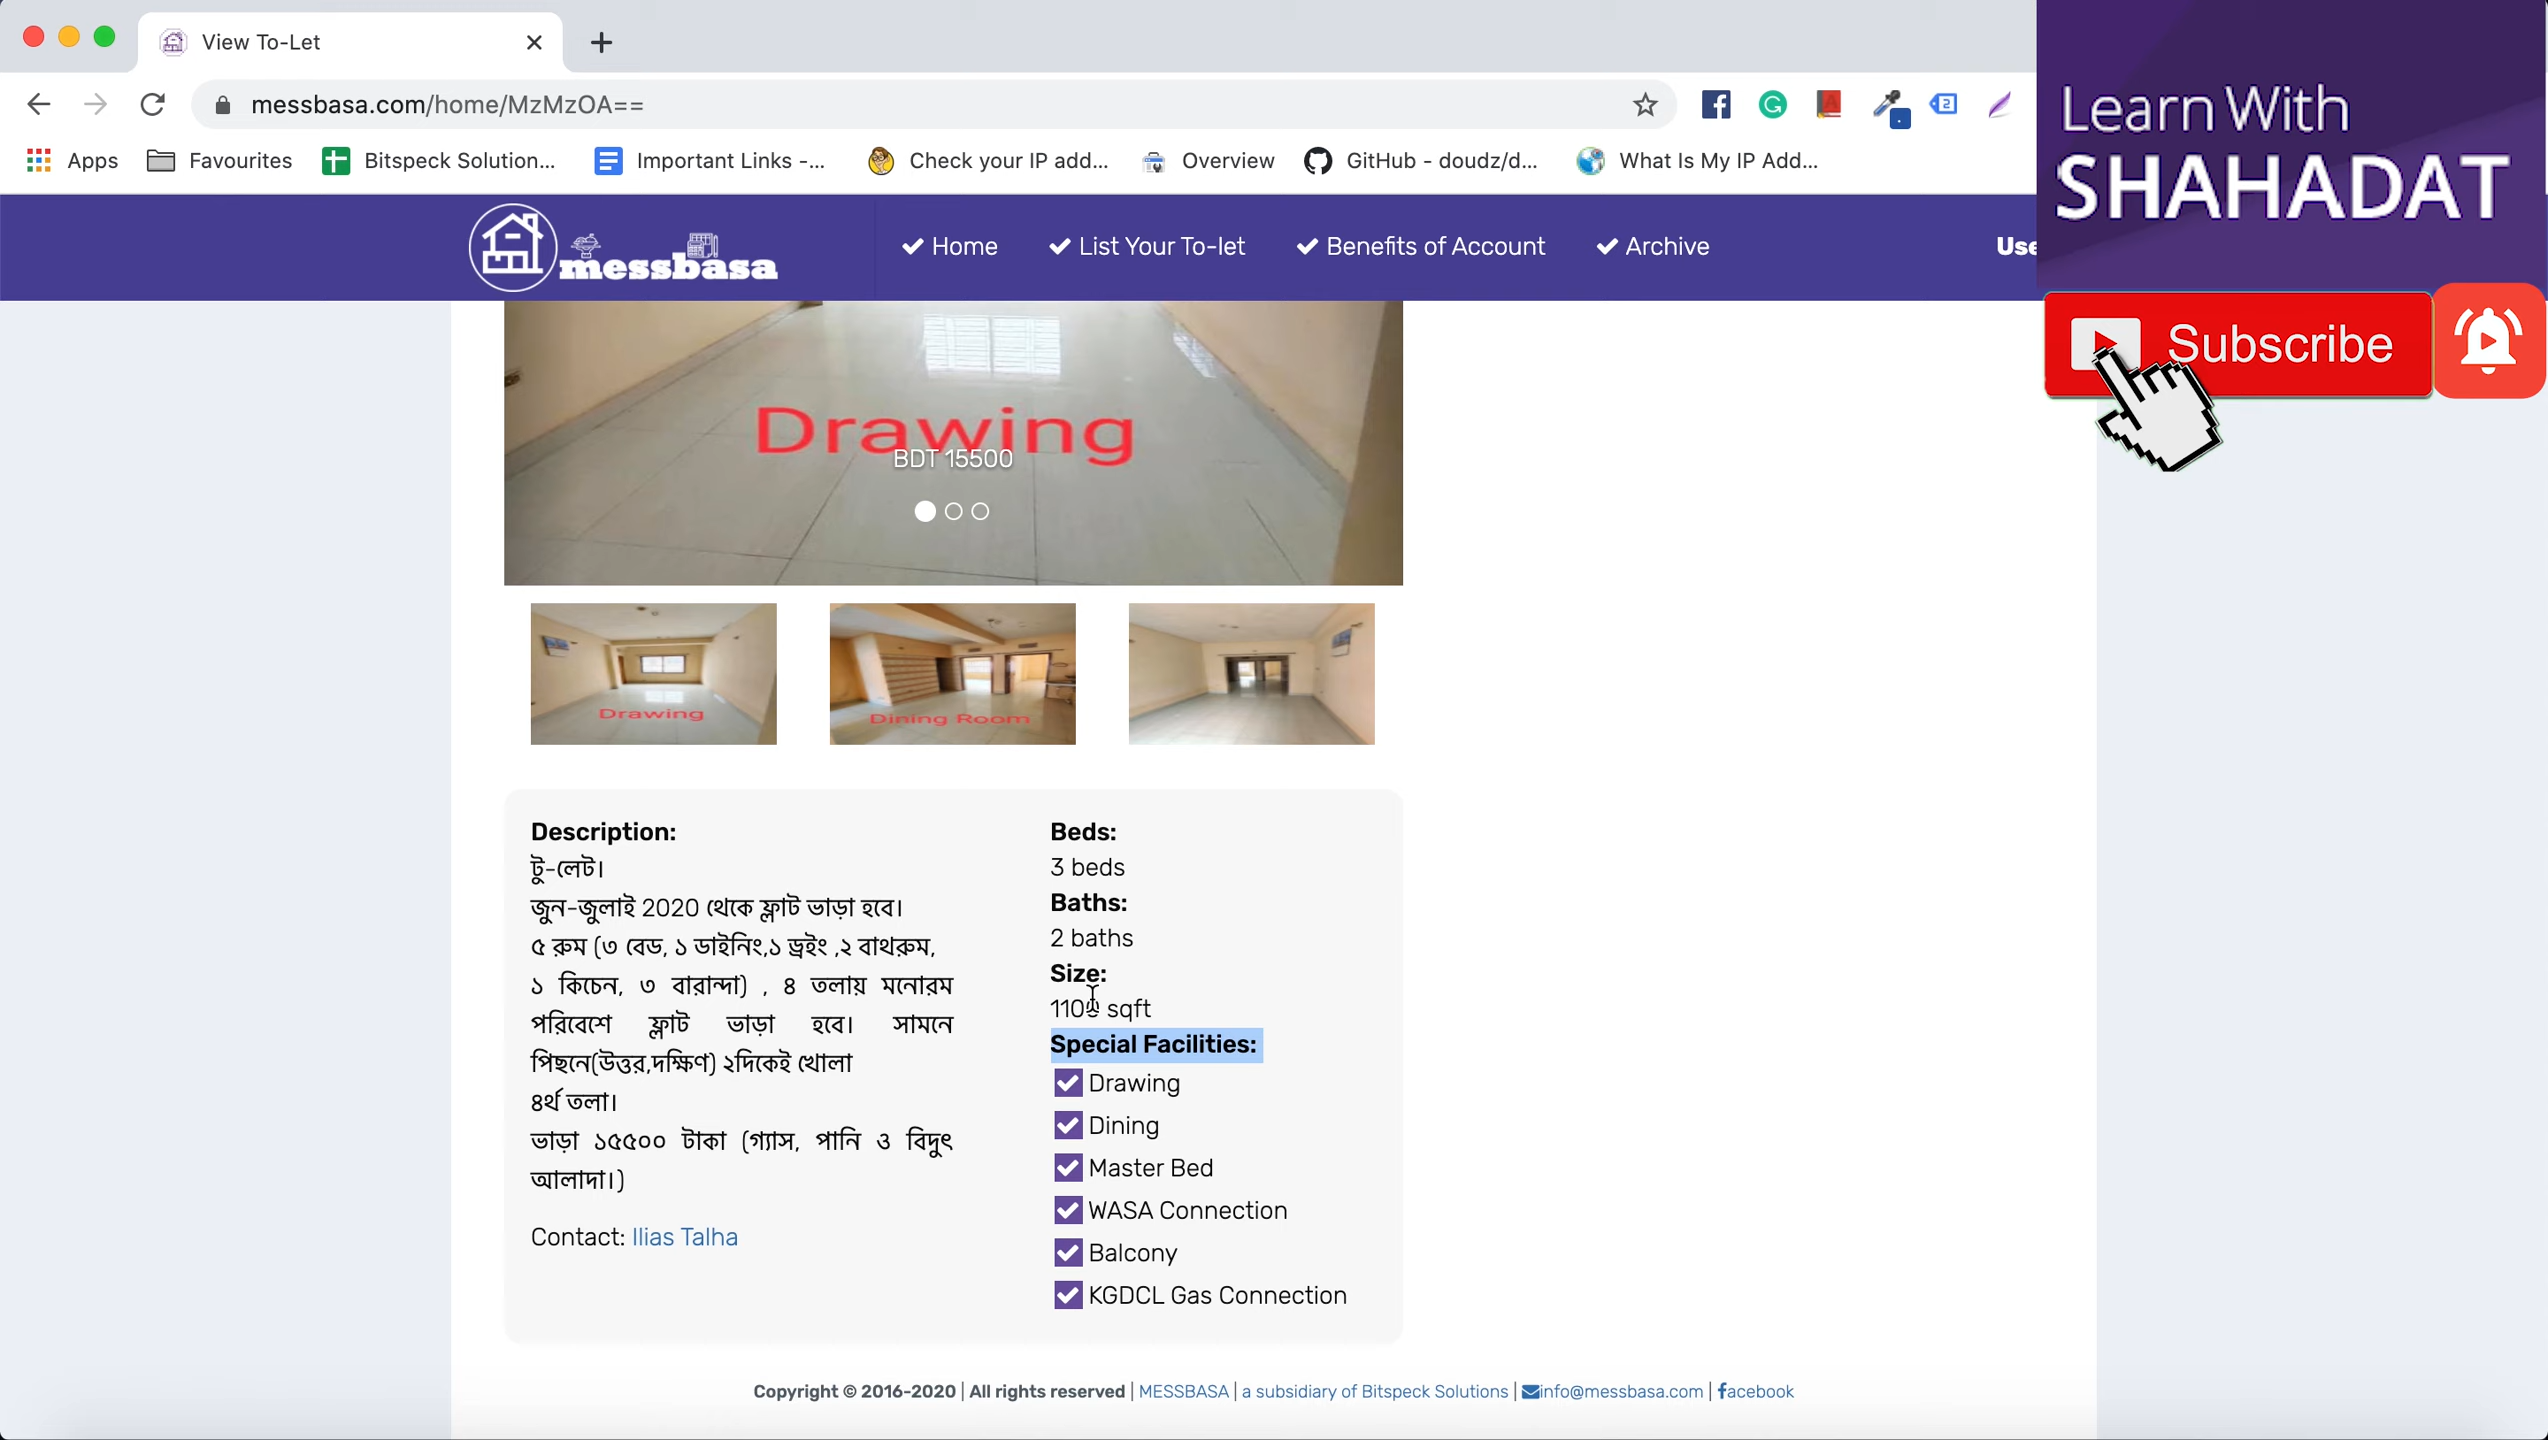 View To-Let
messbasa.com/home/MzMzOA==
Apps
Favourites
Bitspeck Solution...
Important Links -...
Check your IP add...
Overview
GitHub - doudz/d...
What Is My IP Add...
Learn With
SHAHADAT
Subscribe
messbasa
Home
List Your To-let
Benefits of Account
Archive
Use
Drawing
BDT 15500
Drawing
Dining Room
Description:
টু-লেট।
জুন-জুলাই 2020 থেকে ফ্লাট ভাড়া হবে।
৫ রুম (৩ বেড, ১ ডাইনিং,১ ড্রইং ,২ বাথরুম,
১ কিচেন, ৩ বারান্দা) , ৪ তলায় মনোরম
পরিবেশে ফ্লাট ভাড়া হবে। সামনে
পিছনে(উত্তর,দক্ষিণ) ২দিকেই খোলা
৪র্থ তলা।
ভাড়া ১৫৫০০ টাকা (গ্যাস, পানি ও বিদুৎ
আলাদা।)
Contact: Ilias Talha
Beds:
3 beds
Baths:
2 baths
Size:
1100 sqft
Special Facilities:
Drawing
Dining
Master Bed
WASA Connection
Balcony
KGDCL Gas Connection
Copyright © 2016-2020 | All rights reserved | MESSBASA | a subsidiary of Bitspeck Solutions | info@messbasa.com | facebook